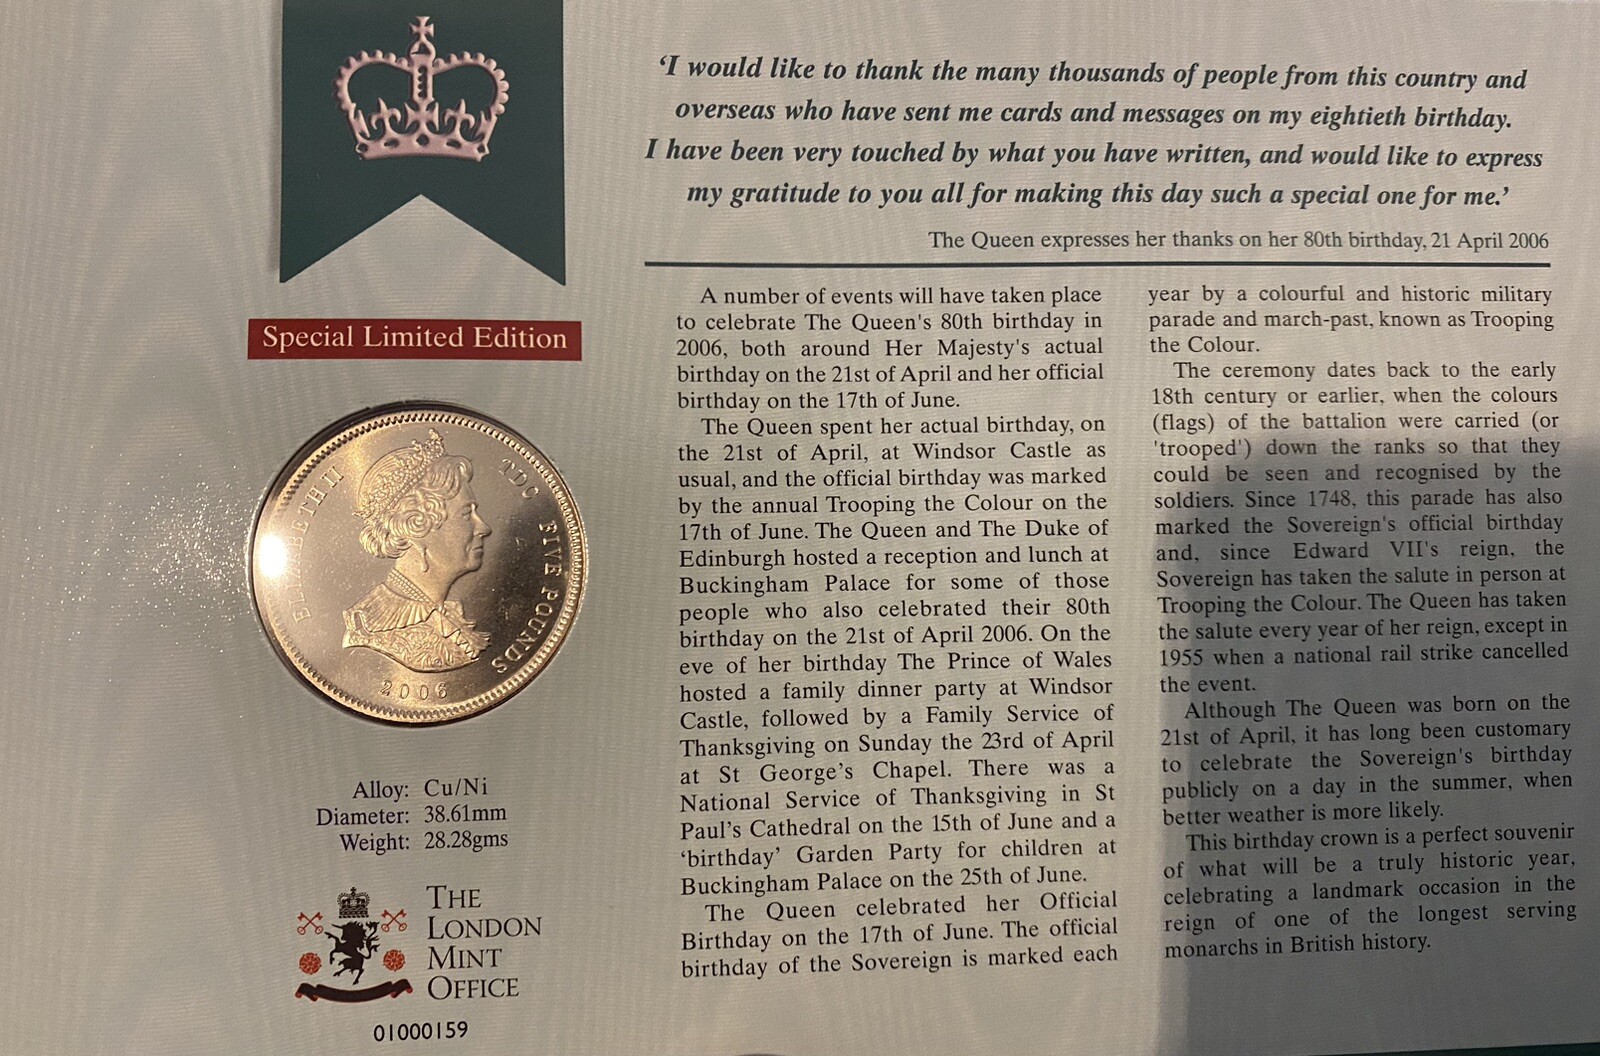 'I would like to thank the many thousands of people from this country and
overseas who have sent me cards and messages on my eightieth birthday.
I have been very touched by what you have written, and would like to express
my gratitude to you all for making this day such a special one for me.'
The Queen expresses her thanks on her 80th birthday, 21 April 2006
Special Limited Edition
ELIZABETH II
TDC
FIVE POUNDS
2006
Alloy: Cu/Ni
Diameter: 38.61mm
Weight: 28.28gms
THE
LONDON
MINT
OFFICE
01000159
A number of events will have taken place
to celebrate The Queen's 80th birthday in
2006, both around Her Majesty's actual
birthday on the 21st of April and her official
birthday on the 17th of June.
The Queen spent her actual birthday, on
the 21st of April, at Windsor Castle as
usual, and the official birthday was marked
by the annual Trooping the Colour on the
17th of June. The Queen and The Duke of
Edinburgh hosted a reception and lunch at
Buckingham Palace for some of those
people who also celebrated their 80th
birthday on the 21st of April 2006. On the
eve of her birthday The Prince of Wales
hosted a family dinner party at Windsor
Castle, followed by a Family Service of
Thanksgiving on Sunday the 23rd of April
at St George's Chapel. There was a
National Service of Thanksgiving in St
Paul's Cathedral on the 15th of June and a
'birthday' Garden Party for children at
Buckingham Palace on the 25th of June.
The Queen celebrated her Official
Birthday on the 17th of June. The official
birthday of the Sovereign is marked each
year by a colourful and historic military
parade and march-past, known as Trooping
the Colour.
The ceremony dates back to the early
18th century or earlier, when the colours
(flags) of the battalion were carried (or
'trooped') down the ranks so that they
could be seen and recognised by the
soldiers. Since 1748, this parade has also
marked the Sovereign's official birthday
and, since Edward VII's reign, the
Sovereign has taken the salute in person at
Trooping the Colour. The Queen has taken
the salute every year of her reign, except in
1955 when a national rail strike cancelled
the event.
Although The Queen was born on the
21st of April, it has long been customary
to celebrate the Sovereign's birthday
publicly on a day in the summer, when
better weather is more likely.
This birthday crown is a perfect souvenir
of what will be a truly historic year,
celebrating a landmark occasion in the
reign of one of the longest serving
monarchs in British history.